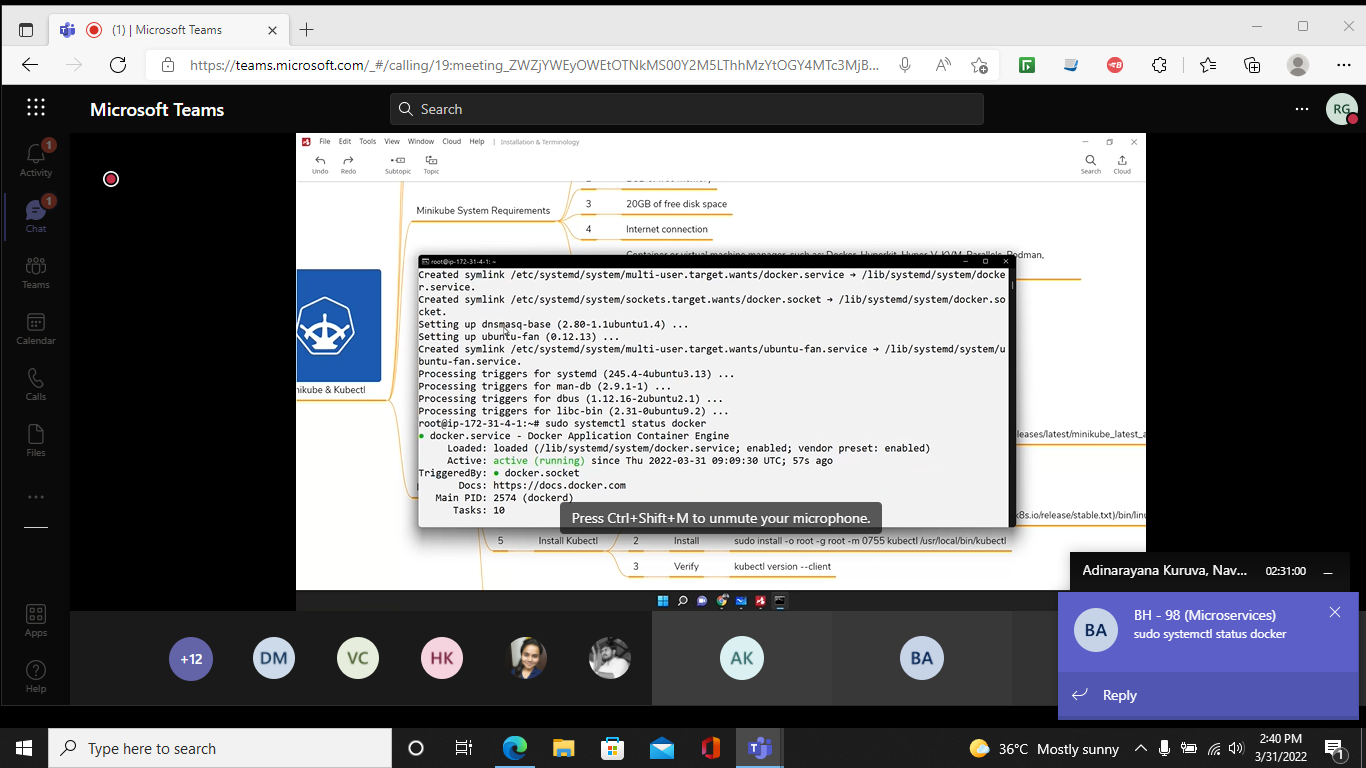 (1) | Microsoft Teams
https://teams.microsoft.com/_#/calling/19:meeting_ZWZjYWEyOWEtOTNkMS00Y2M5LThhMzYtOGY4MTc3MjB...
Microsoft Teams
Search
RG
Activity
1
Chat
1
Teams
Calendar
Calls
Files
Apps
Help
File Edit Tools View Window Cloud Help | Installation & Terminology
Undo Redo Subtopic Topic Search Cloud
Minikube System Requirements
3 20GB of free disk space
4 Internet connection
Container or virtual machine manager, such as: Docker, Hyperkit, Hyper-V, KVM, Parallels, Podman,
nikube & Kubectl
root@ip-172-31-4-1: ~
Created symlink /etc/systemd/system/multi-user.target.wants/docker.service → /lib/systemd/system/docke
r.service.
Created symlink /etc/systemd/system/sockets.target.wants/docker.socket → /lib/systemd/system/docker.so
cket.
Setting up dnsmasq-base (2.80-1.1ubuntu1.4) ...
Setting up ubuntu-fan (0.12.13) ...
Created symlink /etc/systemd/system/multi-user.target.wants/ubuntu-fan.service → /lib/systemd/system/u
buntu-fan.service.
Processing triggers for systemd (245.4-4ubuntu3.13) ...
Processing triggers for man-db (2.9.1-1) ...
Processing triggers for dbus (1.12.16-2ubuntu2.1) ...
Processing triggers for libc-bin (2.31-0ubuntu9.2) ...
root@ip-172-31-4-1:~# sudo systemctl status docker
● docker.service - Docker Application Container Engine
Loaded: loaded (/lib/systemd/system/docker.service; enabled; vendor preset: enabled)
Active: active (running) since Thu 2022-03-31 09:09:30 UTC; 57s ago
TriggeredBy: ● docker.socket
Docs: https://docs.docker.com
Main PID: 2574 (dockerd)
Tasks: 10
eleases/latest/minikube_latest_a
k8s.io/release/stable.txt)/bin/linu
Press Ctrl+Shift+M to unmute your microphone.
5 Install Kubectl 2 Install sudo install -o root -g root -m 0755 kubectl /usr/local/bin/kubectl
3 Verify kubectl version --client
Adinarayana Kuruva, Nav... 02:31:00
BA
BH - 98 (Microservices)
sudo systemctl status docker
Reply
+12 DM VC HK AK BA
Type here to search
36°C Mostly sunny
2:40 PM
3/31/2022
1